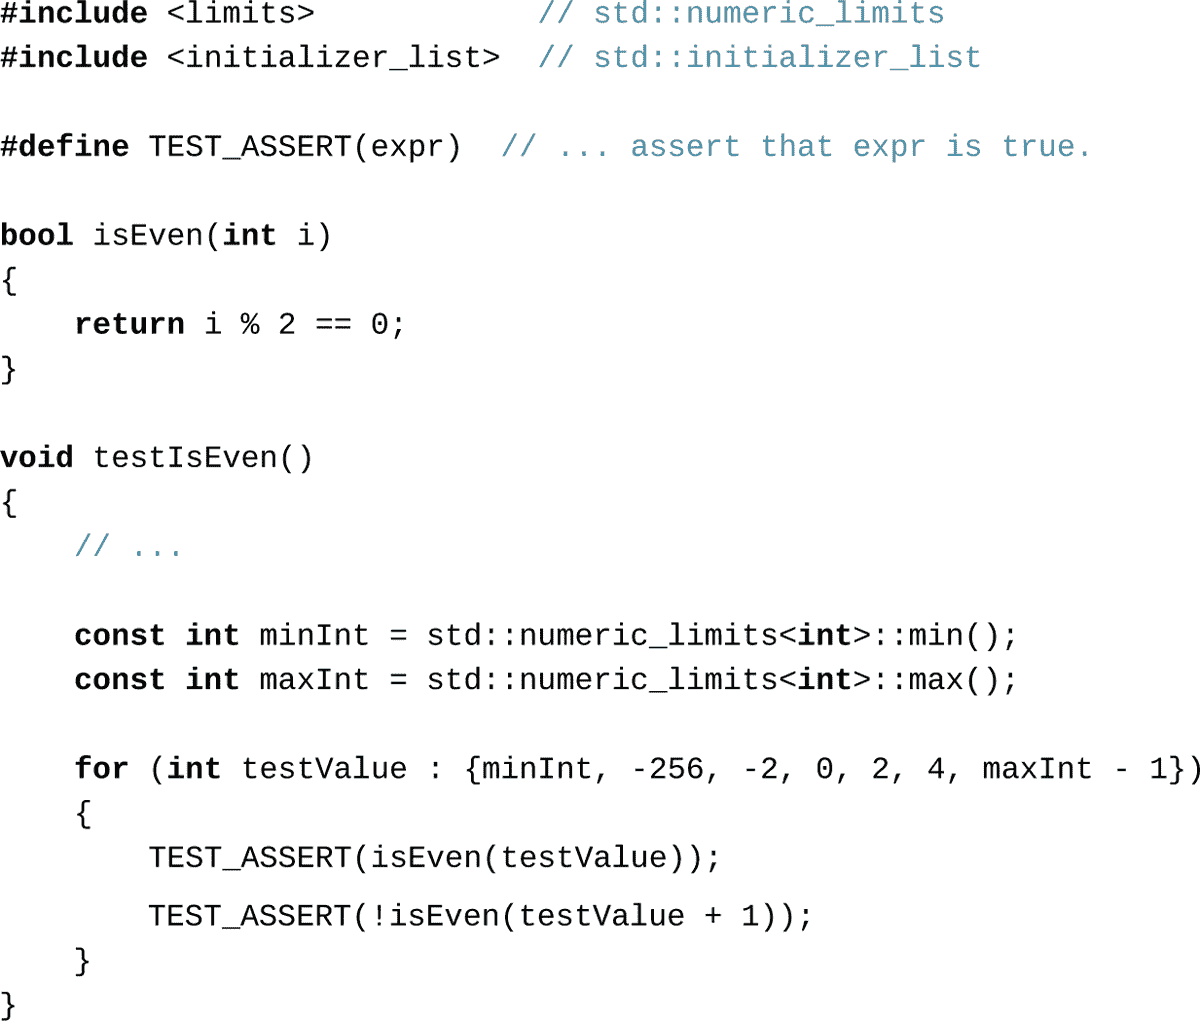 #include <limits>            // std::numeric_limits
#include <initializer_list>  // std::initializer_list

#define TEST_ASSERT(expr)  // ... assert that expr is true.

bool isEven(int i)
{
    return i % 2 == 0;
}

void testIsEven()
{
    // ...

    const int minInt = std::numeric_limits<int>::min();
    const int maxInt = std::numeric_limits<int>::max();

    for (int testValue : {minInt, -256, -2, 0, 2, 4, maxInt - 1})
    {
        TEST_ASSERT(isEven(testValue));
        TEST_ASSERT(!isEven(testValue + 1));
    }
}